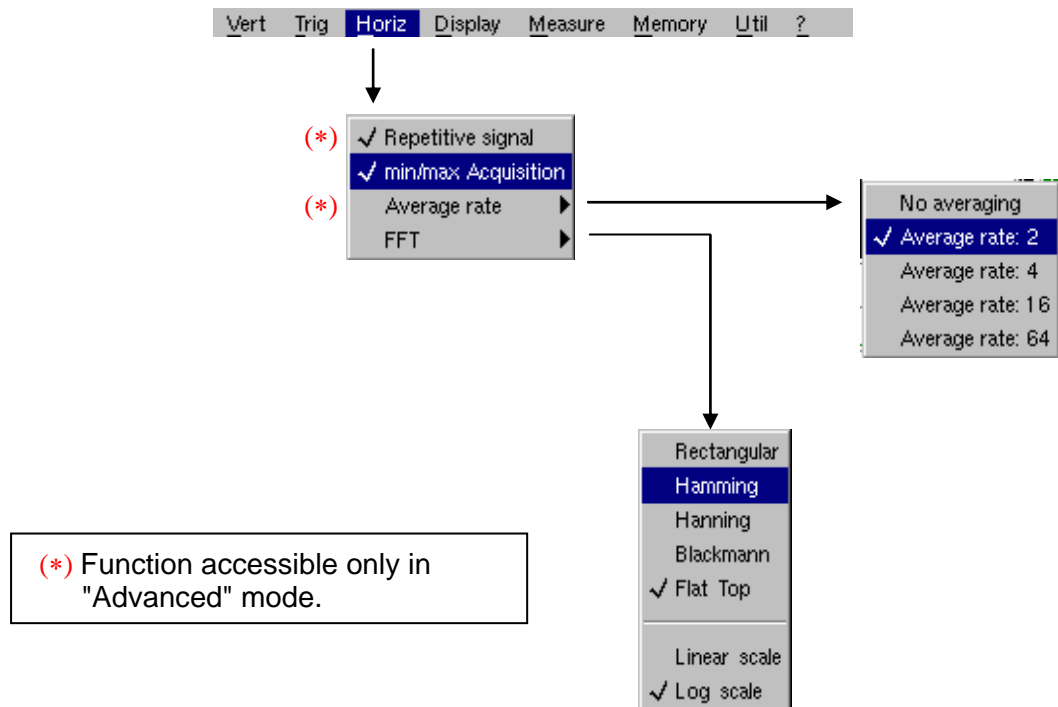 Vert Trig Horiz Display Measure Memory Util ?
(*) ✓ Repetitive signal
✓ min/max Acquisition
(*) Average rate
FFT
No averaging
✓ Average rate: 2
Average rate: 4
Average rate: 16
Average rate: 64
Rectangular
Hamming
Hanning
Blackmann
✓ Flat Top
Linear scale
✓ Log scale
(*) Function accessible only in
"Advanced" mode.